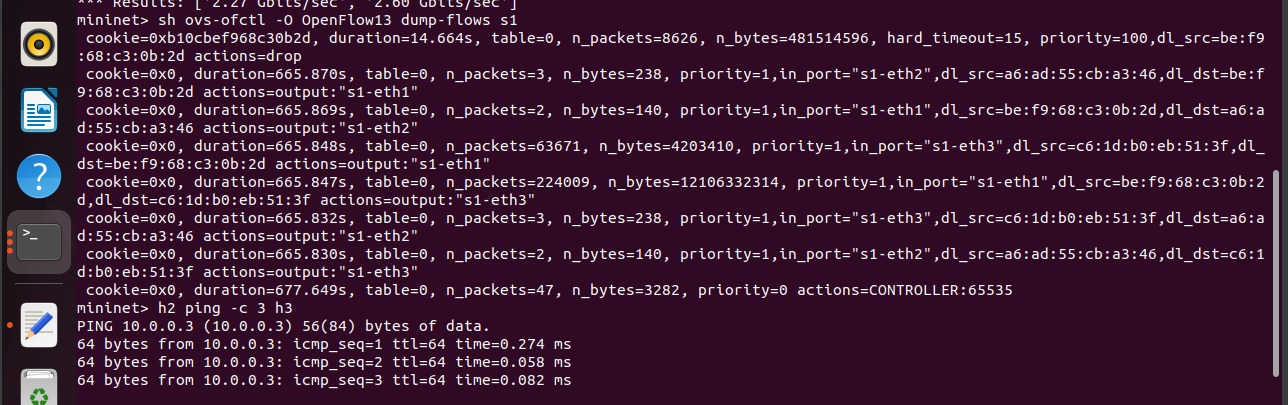 *** Results: ['2.27 Gbits/sec', '2.60 Gbits/sec']
mininet> sh ovs-ofctl -O OpenFlow13 dump-flows s1
 cookie=0xb10cbef968c30b2d, duration=14.664s, table=0, n_packets=8626, n_bytes=481514596, hard_timeout=15, priority=100,dl_src=be:f9
:68:c3:0b:2d actions=drop
 cookie=0x0, duration=665.870s, table=0, n_packets=3, n_bytes=238, priority=1,in_port="s1-eth2",dl_src=a6:ad:55:cb:a3:46,dl_dst=be:f
9:68:c3:0b:2d actions=output:"s1-eth1"
 cookie=0x0, duration=665.869s, table=0, n_packets=2, n_bytes=140, priority=1,in_port="s1-eth1",dl_src=be:f9:68:c3:0b:2d,dl_dst=a6:a
d:55:cb:a3:46 actions=output:"s1-eth2"
 cookie=0x0, duration=665.848s, table=0, n_packets=63671, n_bytes=4203410, priority=1,in_port="s1-eth3",dl_src=c6:1d:b0:eb:51:3f,dl_
dst=be:f9:68:c3:0b:2d actions=output:"s1-eth1"
 cookie=0x0, duration=665.847s, table=0, n_packets=224009, n_bytes=12106332314, priority=1,in_port="s1-eth1",dl_src=be:f9:68:c3:0b:2
d,dl_dst=c6:1d:b0:eb:51:3f actions=output:"s1-eth3"
 cookie=0x0, duration=665.832s, table=0, n_packets=3, n_bytes=238, priority=1,in_port="s1-eth3",dl_src=c6:1d:b0:eb:51:3f,dl_dst=a6:a
d:55:cb:a3:46 actions=output:"s1-eth2"
 cookie=0x0, duration=665.830s, table=0, n_packets=2, n_bytes=140, priority=1,in_port="s1-eth2",dl_src=a6:ad:55:cb:a3:46,dl_dst=c6:1
d:b0:eb:51:3f actions=output:"s1-eth3"
 cookie=0x0, duration=677.649s, table=0, n_packets=47, n_bytes=3282, priority=0 actions=CONTROLLER:65535
mininet> h2 ping -c 3 h3
PING 10.0.0.3 (10.0.0.3) 56(84) bytes of data.
64 bytes from 10.0.0.3: icmp_seq=1 ttl=64 time=0.274 ms
64 bytes from 10.0.0.3: icmp_seq=2 ttl=64 time=0.058 ms
64 bytes from 10.0.0.3: icmp_seq=3 ttl=64 time=0.082 ms